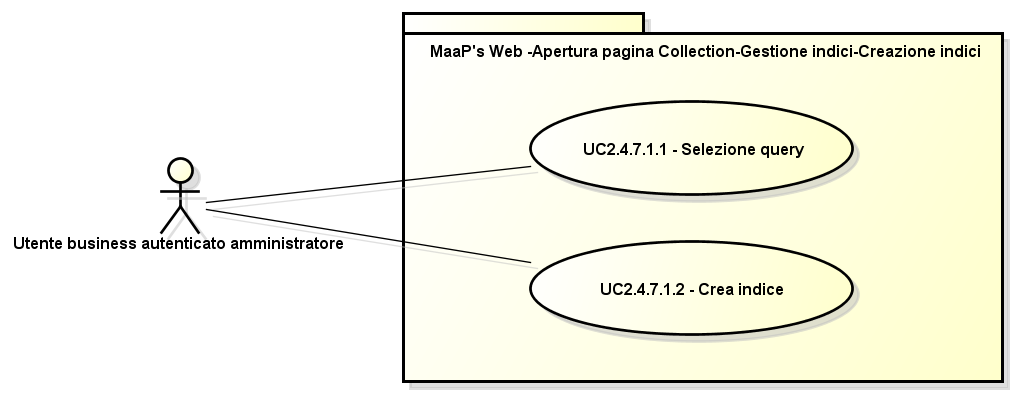 MaaP's Web -Apertura pagina Collection-Gestione indici-Creazione indici
UC2.4.7.1.1 - Selezione query
Utente business autenticato amministratore
UC2.4.7.1.2 - Crea indice